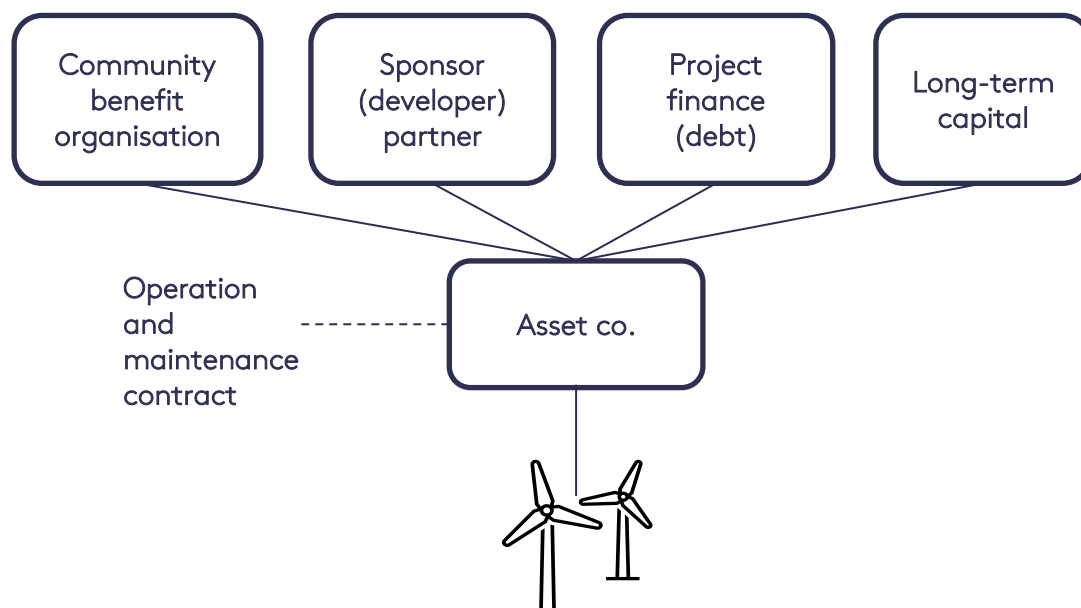 Community
benefit
organisation
Sponsor
(developer)
partner
Project
finance
(debt)
Long-term
capital
Operation
and
maintenance
contract
Asset co.